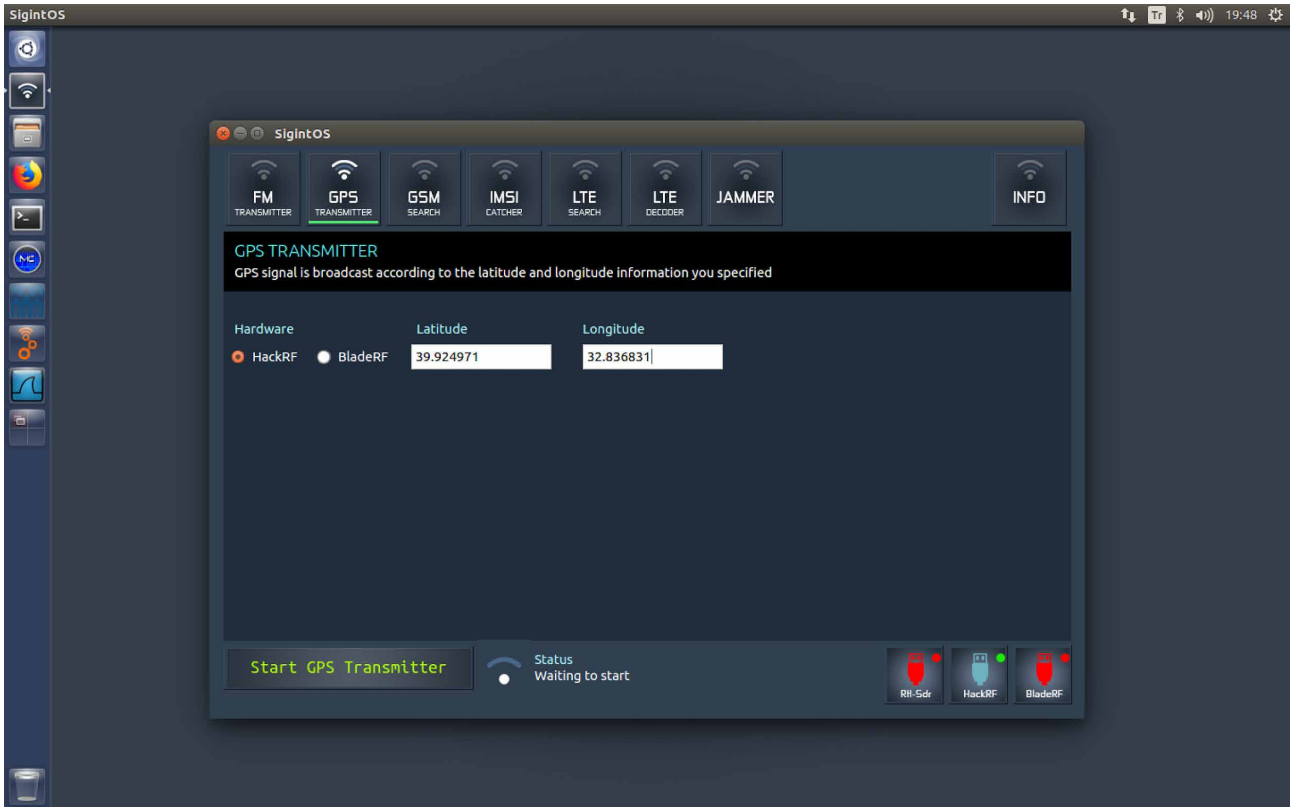 SigintOS
Tr
19:48
SigintOS
FM
TRANSMITTER
GPS
TRANSMITTER
GSM
SEARCH
IMSI
CATCHER
LTE
SEARCH
LTE
DECODER
JAMMER
INFO
GPS TRANSMITTER
GPS signal is broadcast according to the latitude and longitude information you specified
Hardware
Latitude
Longitude
HackRF
BladeRF
39.924971
32.836831
Start GPS Transmitter
Status
Waiting to start
Rtl-Sdr
HackRF
BladeRF